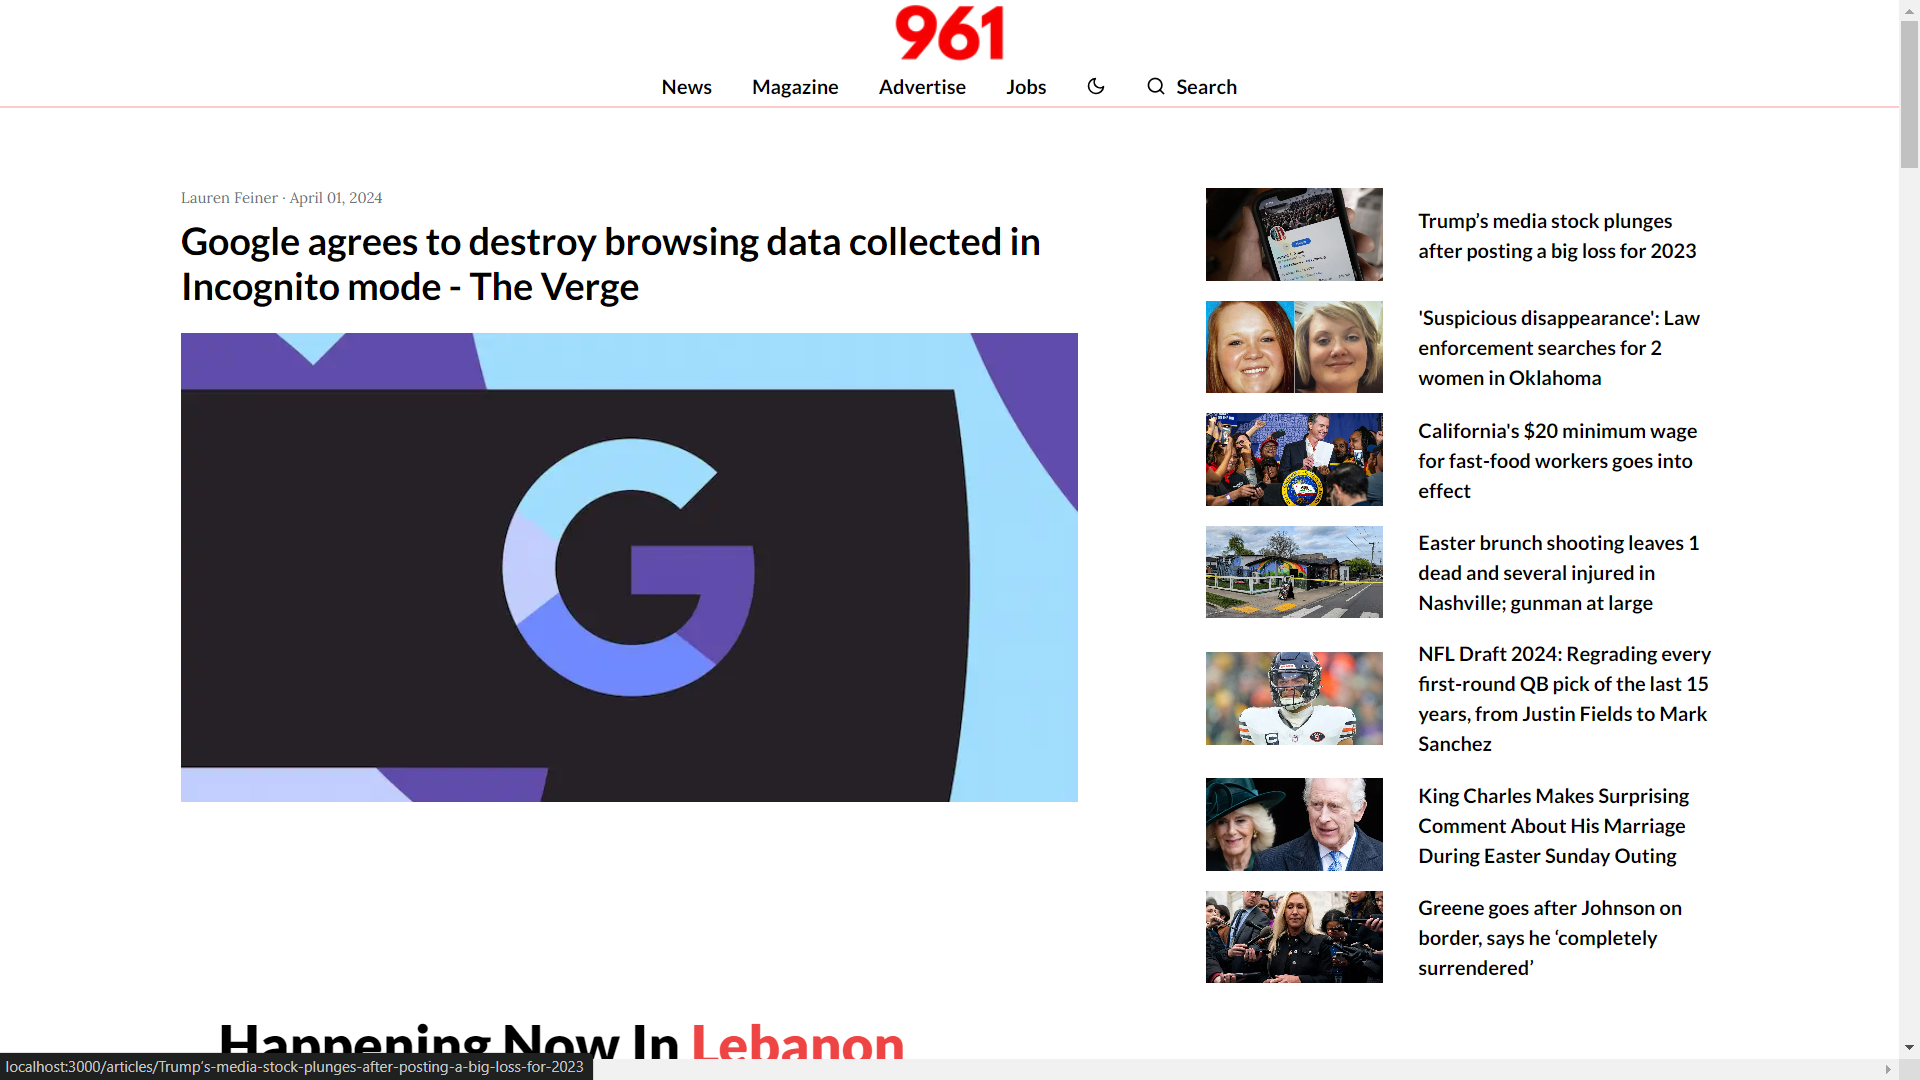 961
News
Magazine
Advertise
Jobs
Search
Lauren Feiner · April 01, 2024
Google agrees to destroy browsing data collected in
Incognito mode - The Verge
Trump’s media stock plunges
after posting a big loss for 2023
'Suspicious disappearance': Law
enforcement searches for 2
women in Oklahoma
California's $20 minimum wage
for fast-food workers goes into
effect
Easter brunch shooting leaves 1
dead and several injured in
Nashville; gunman at large
NFL Draft 2024: Regrading every
first-round QB pick of the last 15
years, from Justin Fields to Mark
Sanchez
King Charles Makes Surprising
Comment About His Marriage
During Easter Sunday Outing
Greene goes after Johnson on
border, says he ‘completely
surrendered’
Happening Now In Lebanon
localhost:3000/articles/Trump’s-media-stock-plunges-after-posting-a-big-loss-for-2023